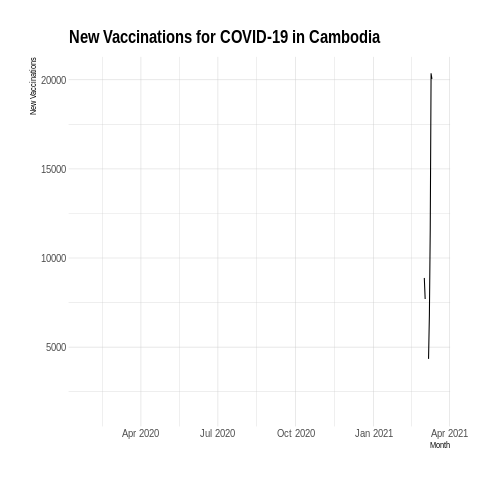 New Vaccinations for COVID-19 in Cambodia
New Vaccinations
20000
15000
10000
5000
Apr 2020 Jul 2020 Oct 2020 Jan 2021 Apr 2021
Month